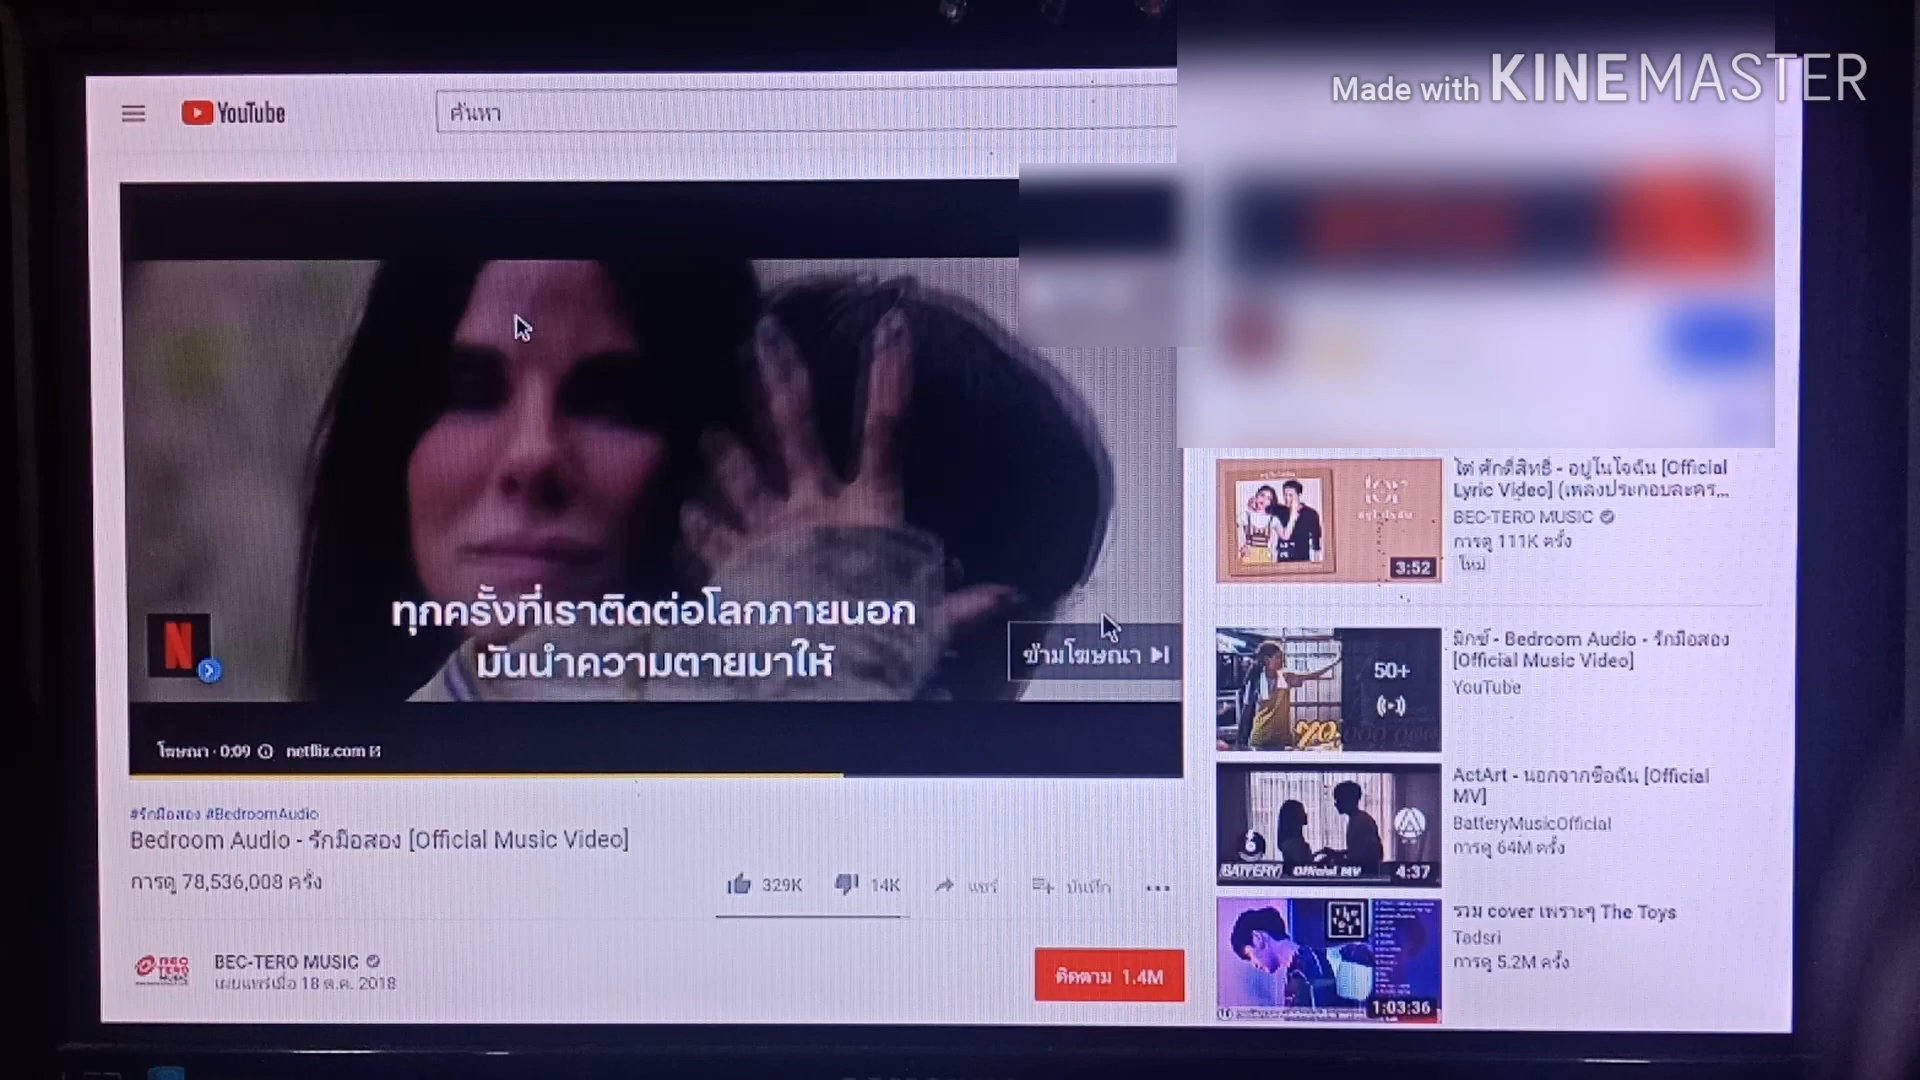 Made with KINEMASTER
YouTube
ค้นหา
ทุกครั้งที่เราติดต่อโลกภายนอก
มันนำความตายมาให้
N
ข้ามโฆษณา
โฆษณา · 0:09
netflix.com
#รักมือสอง #BedroomAudio
Bedroom Audio - รักมือสอง [Official Music Video]
การดู 78,536,008 ครั้ง
329K
14K
แชร์
บันทึก
BEC-TERO MUSIC
เผยแพร่เมื่อ 18 ต.ค. 2018
ติดตาม 1.4M
BEC
TERO
MUSIC
3:52
โต๋ ศักดิ์สิทธิ์ - อยู่ในใจฉัน [Official
Lyric Video] (เพลงประกอบละคร...
BEC-TERO MUSIC
การดู 111K ครั้ง
ใหม่
50+
มิกซ์ - Bedroom Audio - รักมือสอง
[Official Music Video]
YouTube
BATTERY
Official MV
4:37
ActArt - นอกจากชื่อฉัน [Official
MV]
BatteryMusicOfficial
การดู 64M ครั้ง
1:03:36
รวม cover เพราะๆ The Toys
Tadsri
การดู 5.2M ครั้ง